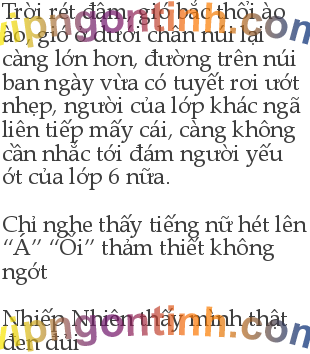 Trời rét đậm, gió bắc thổi ào
ào, gió ở dưới chân núi lại
càng lớn hơn, đường trên núi
ban ngày vừa có tuyết rơi ướt
nhẹp, người của lớp khác ngã
liên tiếp mấy cái, càng không
cần nhắc tới đám người yếu
ớt của lớp 6 nữa.
Chỉ nghe thấy tiếng nữ hét lên
“Á” “Ôi” thảm thiết không
ngớt
Nhiếp Nhiên thấy mình thật
đen đủi
vipngontinh.com
vipngontinh.com